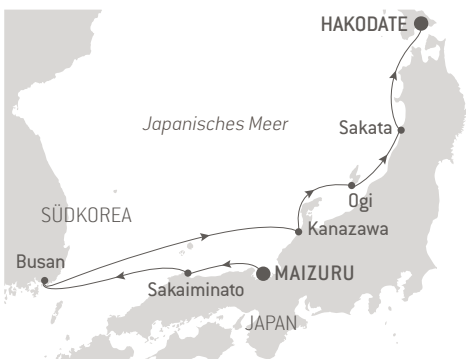 HAKODATE
Japanisches Meer
Sakata
Ogi
SÜDKOREA
Kanazawa
Busan
MAIZURU
Sakaiminato
JAPAN